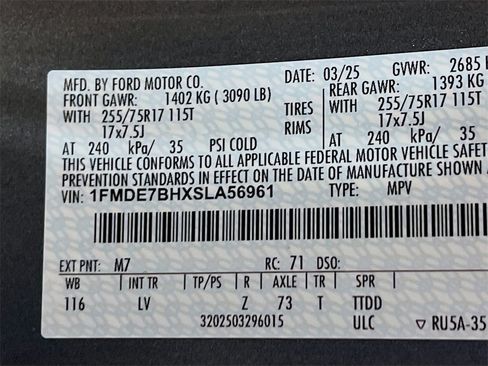 MFD. BY FORD MOTOR CO.
DATE: 03/25 GVWR: 2685
FRONT GAWR: 1402 KG ( 3090 LB)
REAR GAWR: 1393 KG
WITH 255/75R17 115T TIRES WITH 255/75R17 115T
17x7.5J RIMS 17x7.5J
AT 240 kPa/ 35 PSI COLD AT 240 kPa/ 35
THIS VEHICLE CONFORMS TO ALL APPLICABLE FEDERAL MOTOR VEHICLE SAFETY
PREVENTION STANDARDS IN EFFECT ON THE DATE OF MANUFACTURE SHOWN
VIN: 1FMDE7BHXSLA56961 TYPE: MPV
EXT PNT: M7 RC: 71 DSO:
WB INT TR TP/PS R AXLE TR SPR
116 LV Z 73 T TTDD
3202503296015 ULC ▽ RU5A-35